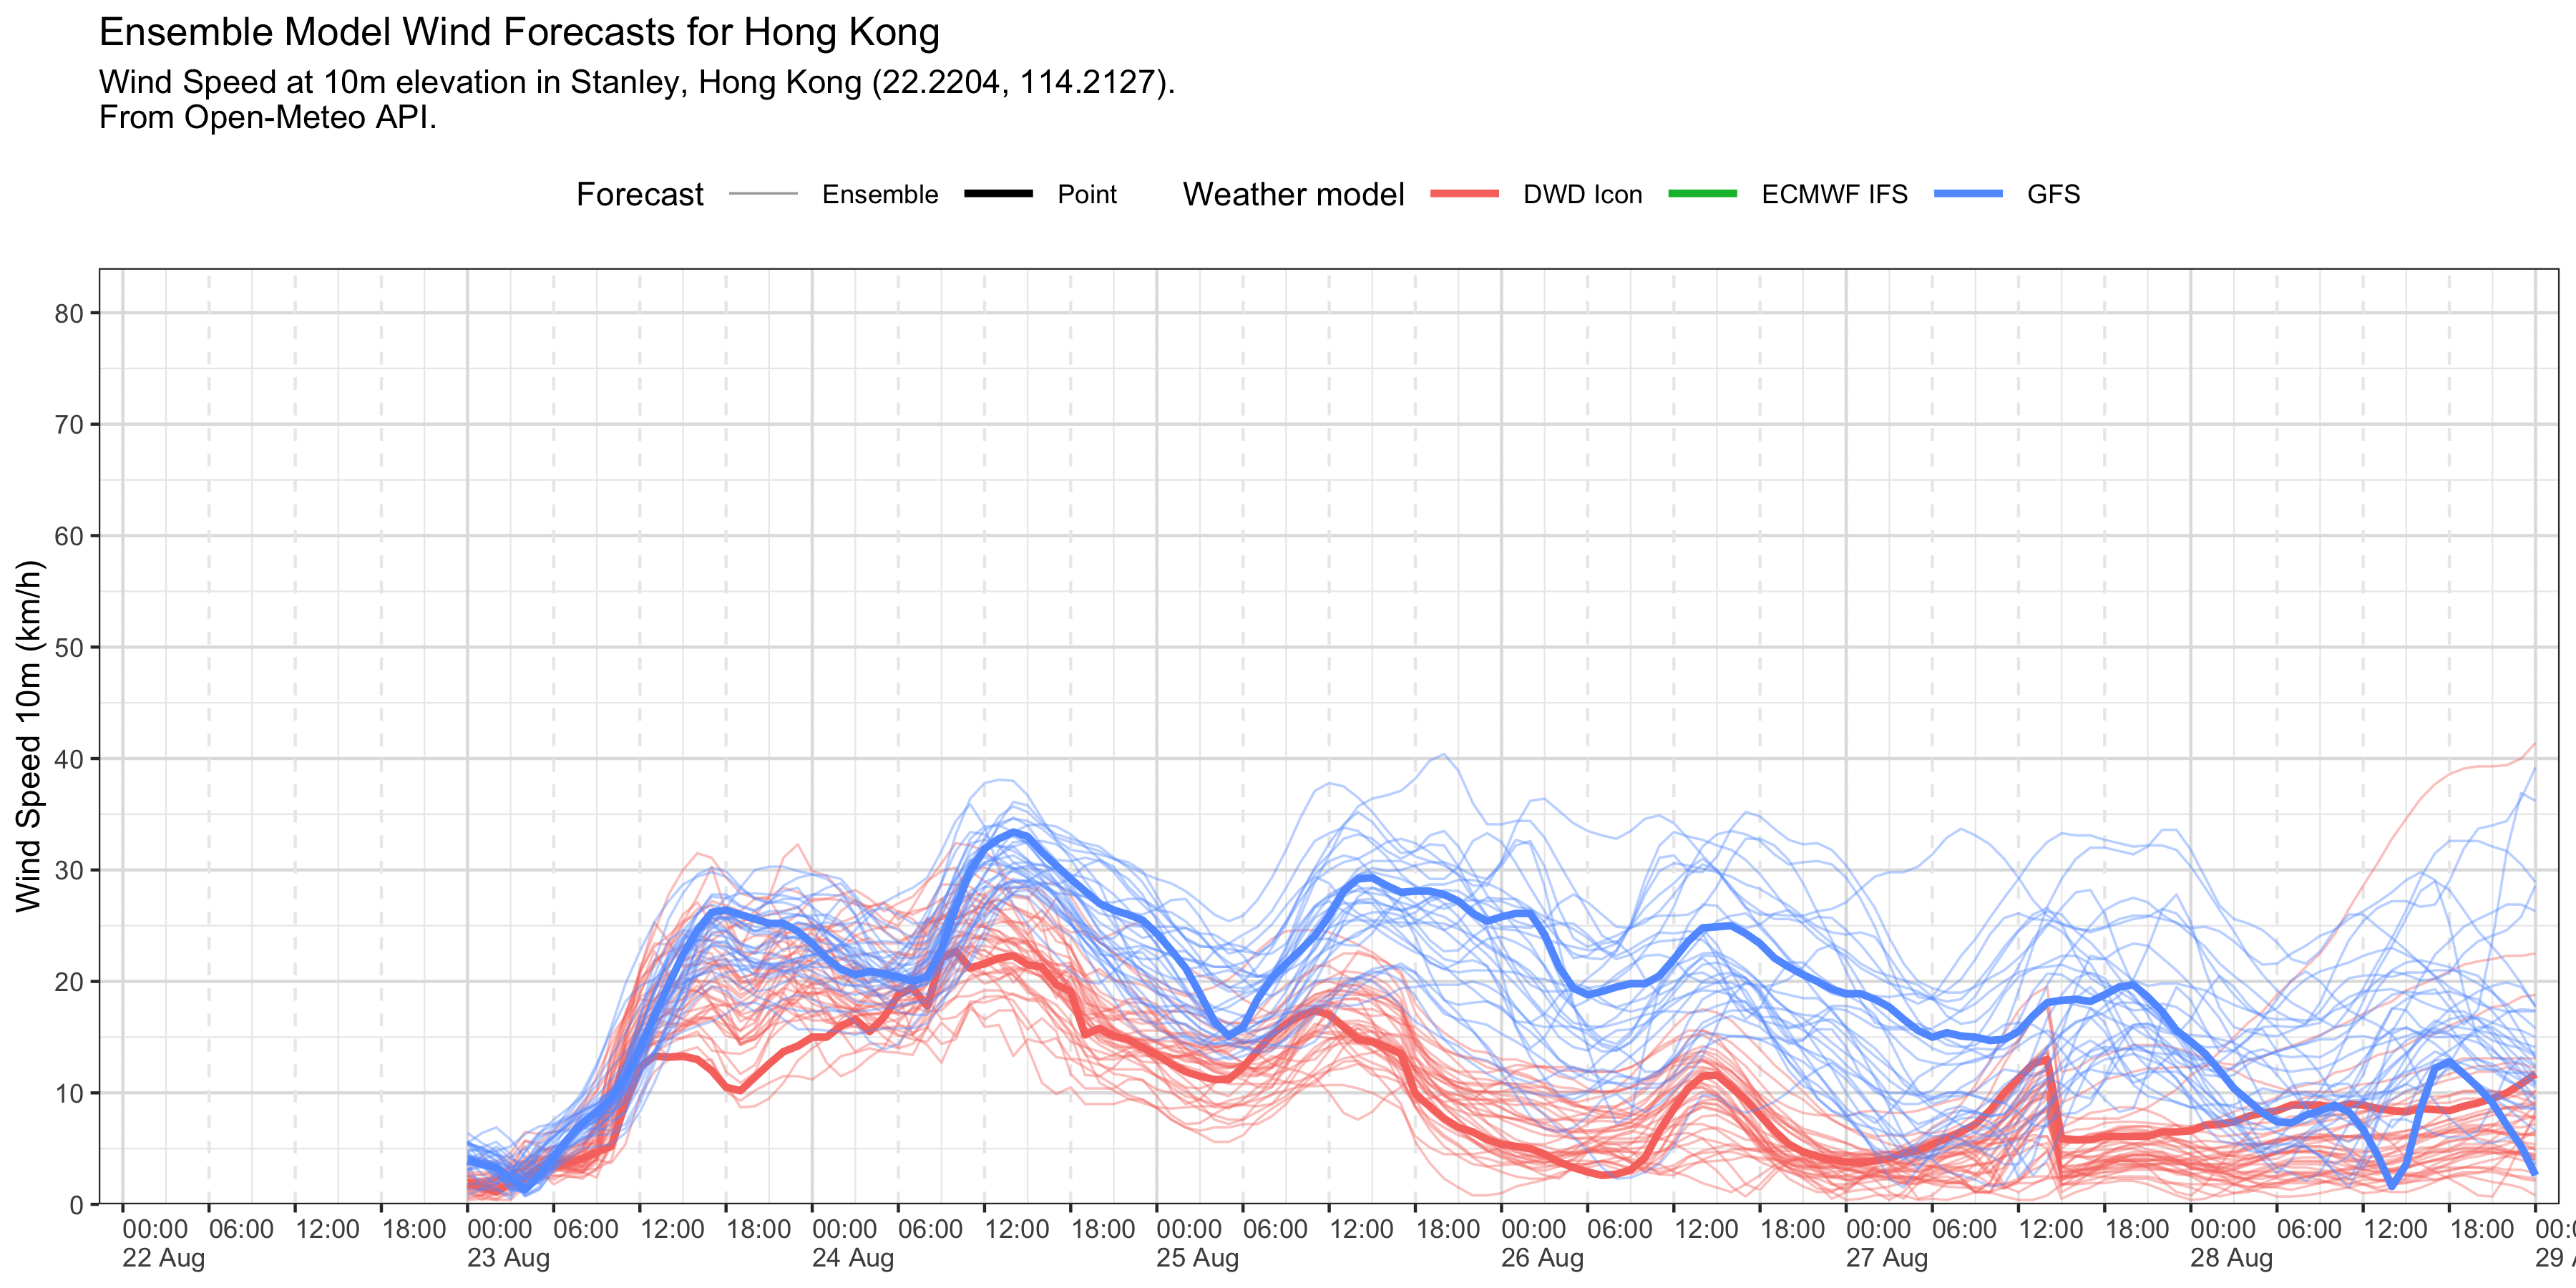 Ensemble Model Wind Forecasts for Hong Kong
Wind Speed at 10m elevation in Stanley, Hong Kong (22.2204, 114.2127).
From Open-Meteo API.
Forecast Ensemble Point Weather model DWD Icon ECMWF IFS GFS
Wind Speed 10m (km/h)
80
70
60
50
40
30
20
10
0
00:00 06:00 12:00 18:00 00:00 06:00 12:00 18:00 00:00 06:00 12:00 18:00 00:00 06:00 12:00 18:00 00:00 06:00 12:00 18:00 00:00 06:00 12:00 18:00 00:00 06:00 12:00 18:00
22 Aug 23 Aug 24 Aug 25 Aug 26 Aug 27 Aug 28 Aug 29